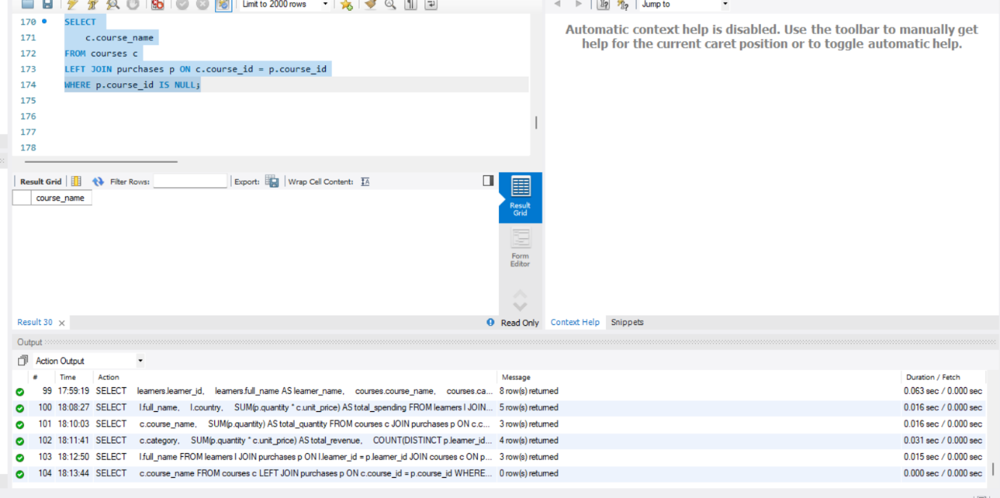 Limit to 2000 rows
Jump to
170 SELECT
171 c.course_name
172 FROM courses c
173 LEFT JOIN purchases p ON c.course_id = p.course_id
174 WHERE p.course_id IS NULL;
175
176
177
178
Automatic context help is disabled. Use the toolbar to manually get
help for the current caret position or to toggle automatic help.
Result Grid Filter Rows: Export: Wrap Cell Content:
course_name
Result
Grid
Form
Editor
Result 30 Read Only Context Help Snippets
Output
Action Output
# Time Action Message Duration / Fetch
99 17:59:19 SELECT learners.learner_id, learners.full_name AS learner_name, courses.course_name, courses.ca... 8 row(s) returned 0.063 sec / 0.000 sec
100 18:08:27 SELECT l.full_name, l.country, SUM(p.quantity * c.unit_price) AS total_spending FROM learners l JOIN... 5 row(s) returned 0.016 sec / 0.000 sec
101 18:10:03 SELECT c.course_name, SUM(p.quantity) AS total_quantity FROM courses c JOIN purchases p ON c.c... 3 row(s) returned 0.016 sec / 0.000 sec
102 18:11:41 SELECT c.category, SUM(p.quantity * c.unit_price) AS total_revenue, COUNT(DISTINCT p.learner_id... 4 row(s) returned 0.031 sec / 0.000 sec
103 18:12:50 SELECT l.full_name FROM learners l JOIN purchases p ON l.learner_id = p.learner_id JOIN courses c ON p... 3 row(s) returned 0.015 sec / 0.000 sec
104 18:13:44 SELECT c.course_name FROM courses c LEFT JOIN purchases p ON c.course_id = p.course_id WHERE... 0 row(s) returned 0.000 sec / 0.000 sec